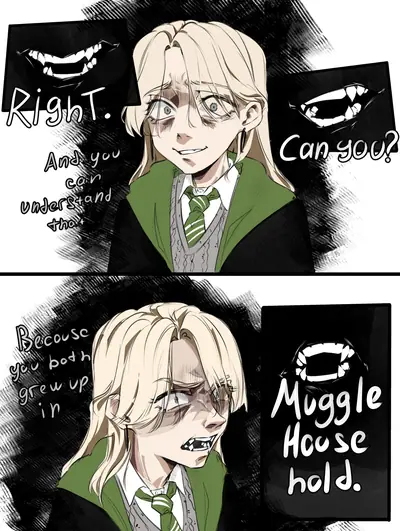 Right.
And you
can
understand
that
Can you?
Because
you both
grew up
in
Muggle
House
hold.